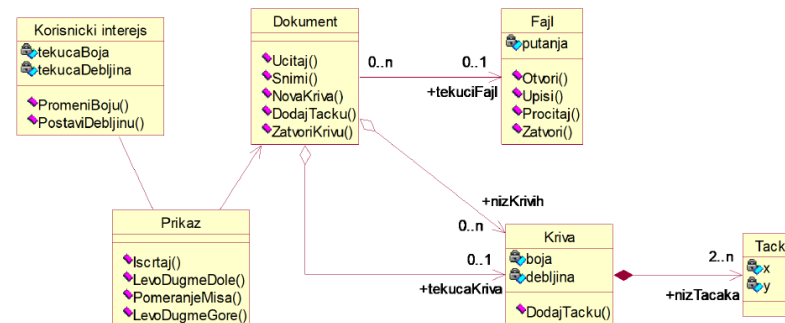 Korisnicki interejs
tekucaBoja
tekucaDebljina
PromeniBoju()
PostaviDebljinu()
Dokument
Ucitaj()
Snimi()
NovaKriva()
DodajTacku()
ZatvoriKrivu()
0..n
0..1
+tekuciFajl
Fajl
putanja
Otvori()
Upisi()
Procitaj()
Zatvori()
Prikaz
Iscrtaj()
LevoDugmeDole()
PomeranjeMisa()
LevoDugmeGore()
+nizKrivih
0..n
0..1
+tekucaKriva
Kriva
boja
debljina
DodajTacku()
2..n
+nizTacaka
Tack
x
y